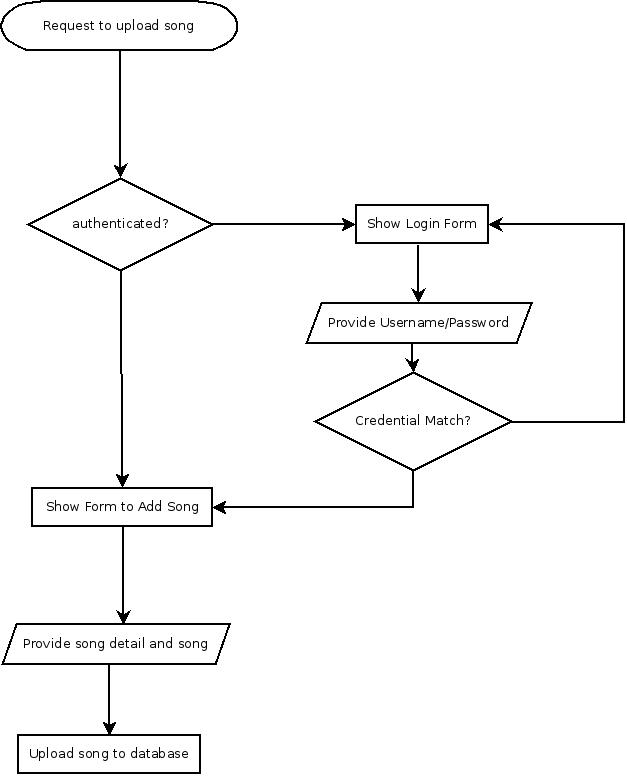 Request to upload song
authenticated?
Show Login Form
Provide Username/Password
Credential Match?
Show Form to Add Song
Provide song detail and song
Upload song to database